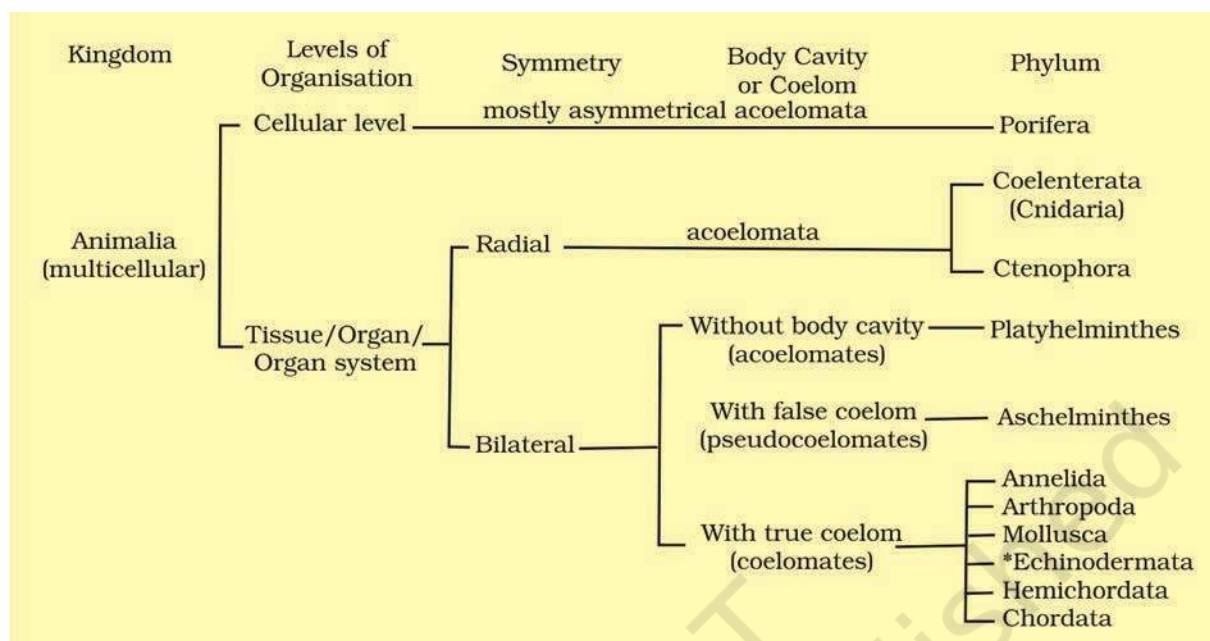 Kingdom
Levels of
Organisation
Symmetry
Body Cavity
or Coelom
Phylum
Cellular level
mostly asymmetrical acoelomata
Porifera
Animalia
(multicellular)
Tissue/Organ/
Organ system
Radial
acoelomata
Coelenterata
(Cnidaria)
Ctenophora
Bilateral
Without body cavity
(acoelomates)
Platyhelminthes
With false coelom
(pseudocoelomates)
Aschelminthes
With true coelom
(coelomates)
Annelida
Arthropoda
Mollusca
*Echinodermata
Hemichordata
Chordata